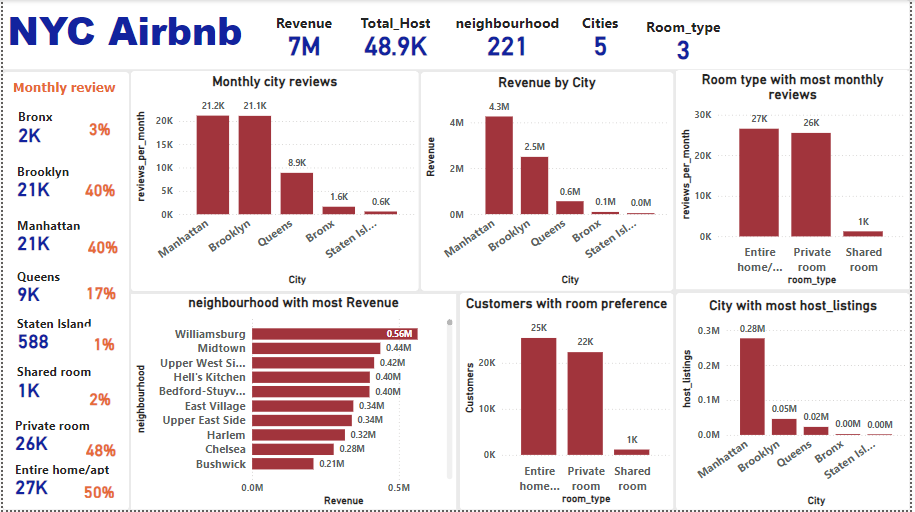 NYC Airbnb
Revenue
7M
Total_Host
48.9K
neighbourhood
221
Cities
5
Room_type
3
Monthly review
Bronx
2K
3%
Brooklyn
21K
40%
Manhattan
21K
40%
Queens
9K
17%
Staten Island
588
1%
Shared room
1K
2%
Private room
26K
48%
Entire home/apt
27K
50%
Monthly city reviews
reviews_per_month
20K
15K
10K
5K
0K
21.2K
21.1K
8.9K
1.6K
0.6K
Manhattan
Brooklyn
Queens
Bronx
Staten Isl...
City
Revenue by City
Revenue
4M
2M
0M
4.3M
2.5M
0.6M
0.1M
0.0M
Manhattan
Brooklyn
Queens
Bronx
Staten Isl...
City
Room type with most monthly
reviews
reviews_per_month
30K
20K
10K
0K
27K
26K
1K
Entire
home/...
Private
room
Shared
room
room_type
neighbourhood with most Revenue
neighbourhood
Williamsburg
0.56M
Midtown
0.44M
Upper West Si...
0.42M
Hell's Kitchen
0.40M
Bedford-Stuyv...
0.40M
East Village
0.34M
Upper East Side
0.34M
Harlem
0.32M
Chelsea
0.28M
Bushwick
0.21M
0.0M
0.5M
Revenue
Customers with room preference
Customers
20K
10K
0K
25K
22K
1K
Entire
home...
Private
room
Shared
room
room_type
City with most host_listings
host_listings
0.3M
0.2M
0.1M
0.0M
0.28M
0.05M
0.02M
0.00M
0.00M
Manhattan
Brooklyn
Queens
Bronx
Staten Isl...
City